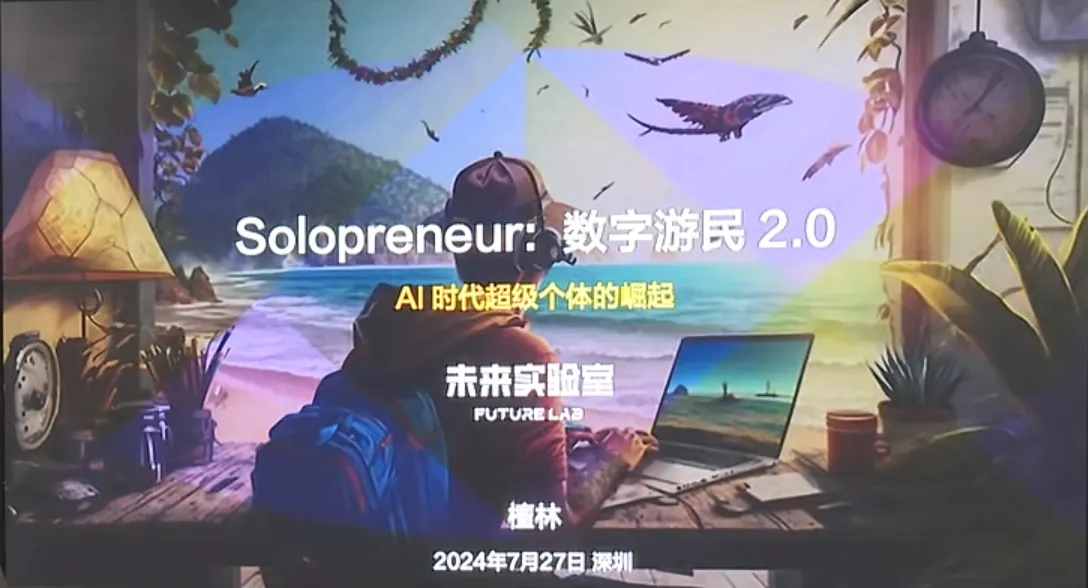 Solopreneur: 数字游民 2.0
AI 时代超级个体的崛起
未来实验室
FUTURE LAB
檀林
2024年7月27日 深圳